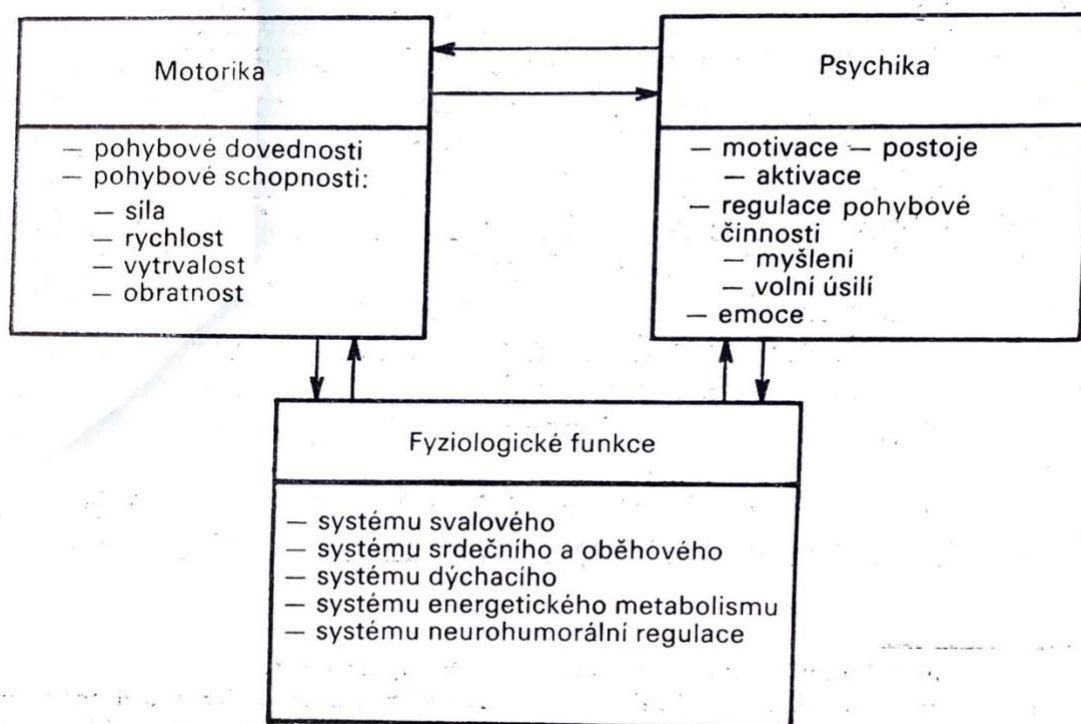 Motorika
— pohybové dovednosti
— pohybové schopnosti:
— síla
— rychlost
— vytrvalost
— obratnost
Psychika
— motivace — postoje
— aktivace
— regulace pohybové
činnosti
— myšlení
— volní úsilí
— emoce
Fyziologické funkce
— systému svalového
— systému srdečního a oběhového
— systému dýchacího
— systému energetického metabolismu
— systému neurohumorální regulace